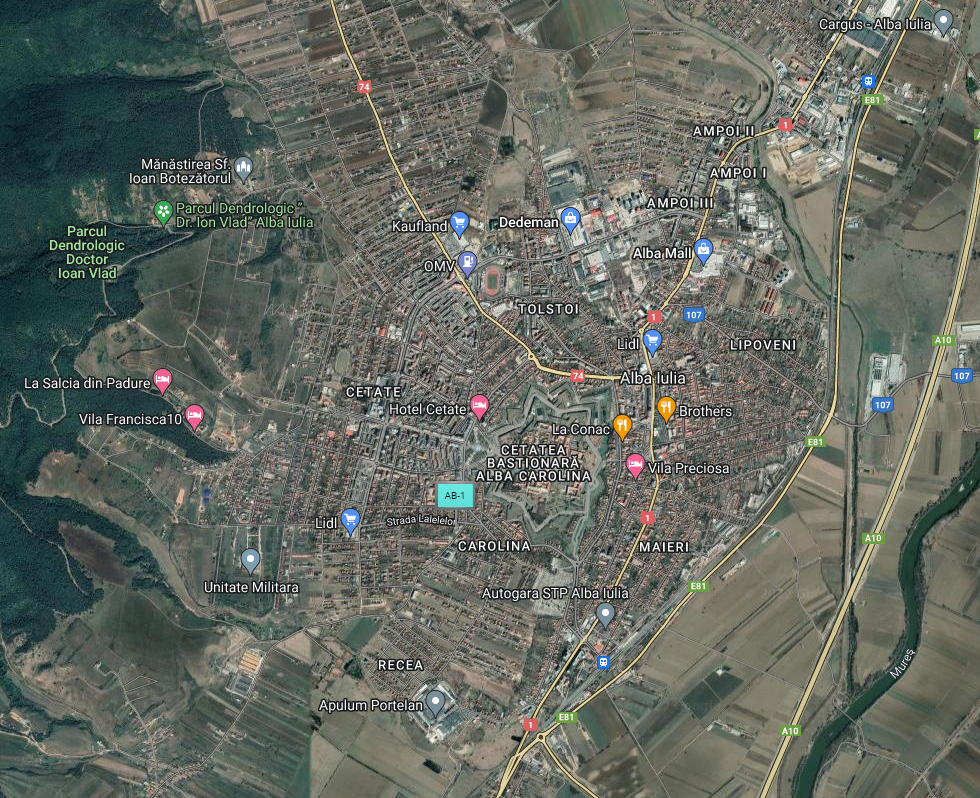 Cargus - Alba Iulia
74
E81
1
AMPOI II
Mănăstirea Sf.
Ioan Botezătorul
AMPOI I
Parcul Dendrologic "
Dr. Ion Vlad" Alba Iulia
AMPOI III
Parcul
Dendrologic
Doctor
Ioan Vlad
Kaufland
Dedeman
Alba Mall
OMV
TOLSTOI
1
107
Lidl
LIPOVENI
A10
74
Alba Iulia
107
La Salcia din Padure
CETATE
Hotel Cetate
Vila Francisca10
Brothers
La Conac
E81
CETATEA
BASTIONARĂ
ALBA CAROLINA
Vila Preciosa
AB-1
Lidl
Strada Lalelelor
1
CAROLINA
MAIERI
A10
Unitate Militara
E81
Autogara STP Alba Iulia
RECEA
Mureș
Apulum Portelan
1
E81
A10